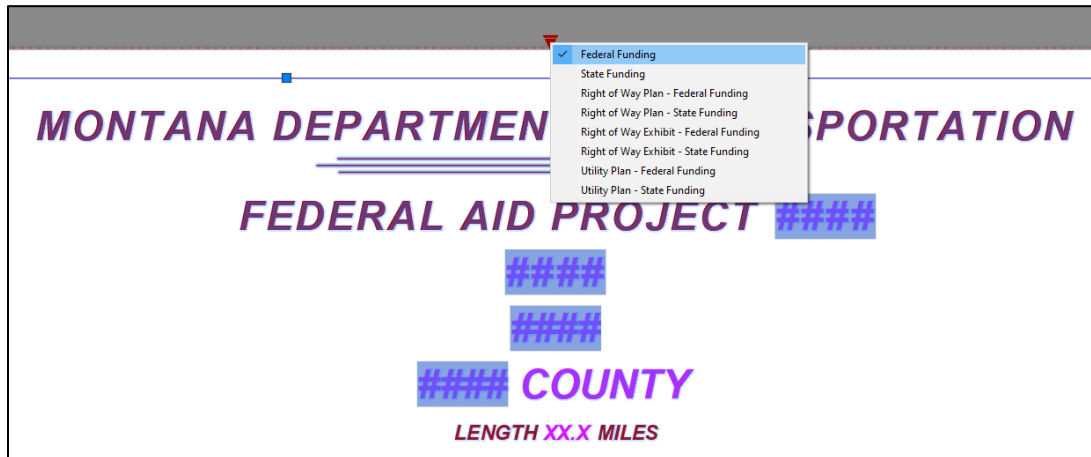 Federal Funding
State Funding
Right of Way Plan - Federal Funding
Right of Way Plan - State Funding
Right of Way Exhibit - Federal Funding
Right of Way Exhibit - State Funding
Utility Plan - Federal Funding
Utility Plan - State Funding
MONTANA DEPARTMEN SPORTATION
FEDERAL AID PROJECT ####
####
####
#### COUNTY
LENGTH XX.X MILES